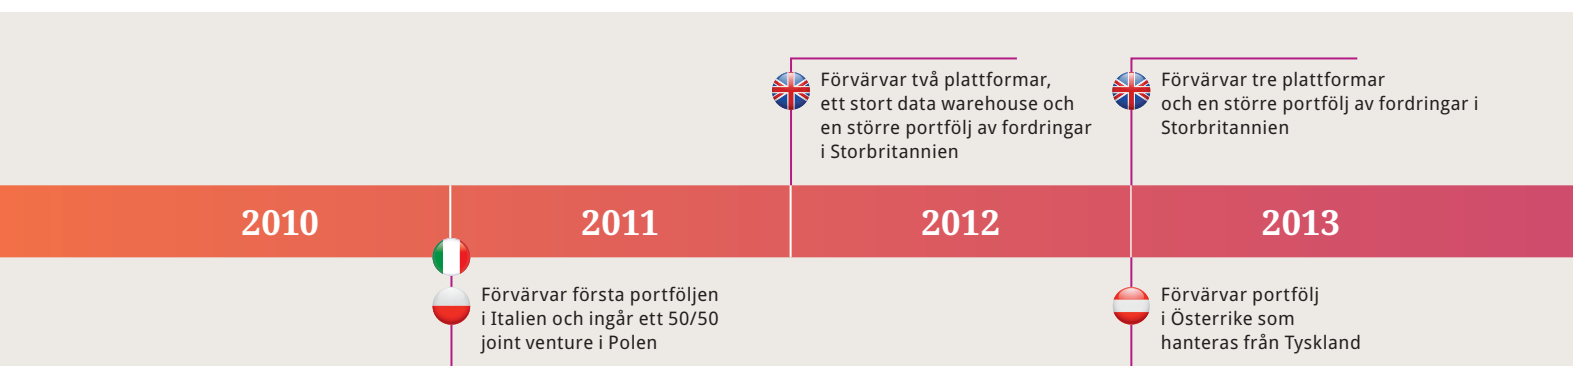 Förvärvar två plattformar,
ett stort data warehouse och
en större portfölj av fordringar
i Storbritannien
Förvärvar tre plattformar
och en större portfölj av fordringar i
Storbritannien
2010
2011
2012
2013
Förvärvar första portföljen
i Italien och ingår ett 50/50
joint venture i Polen
Förvärvar portfölj
i Österrike som
hanteras från Tyskland